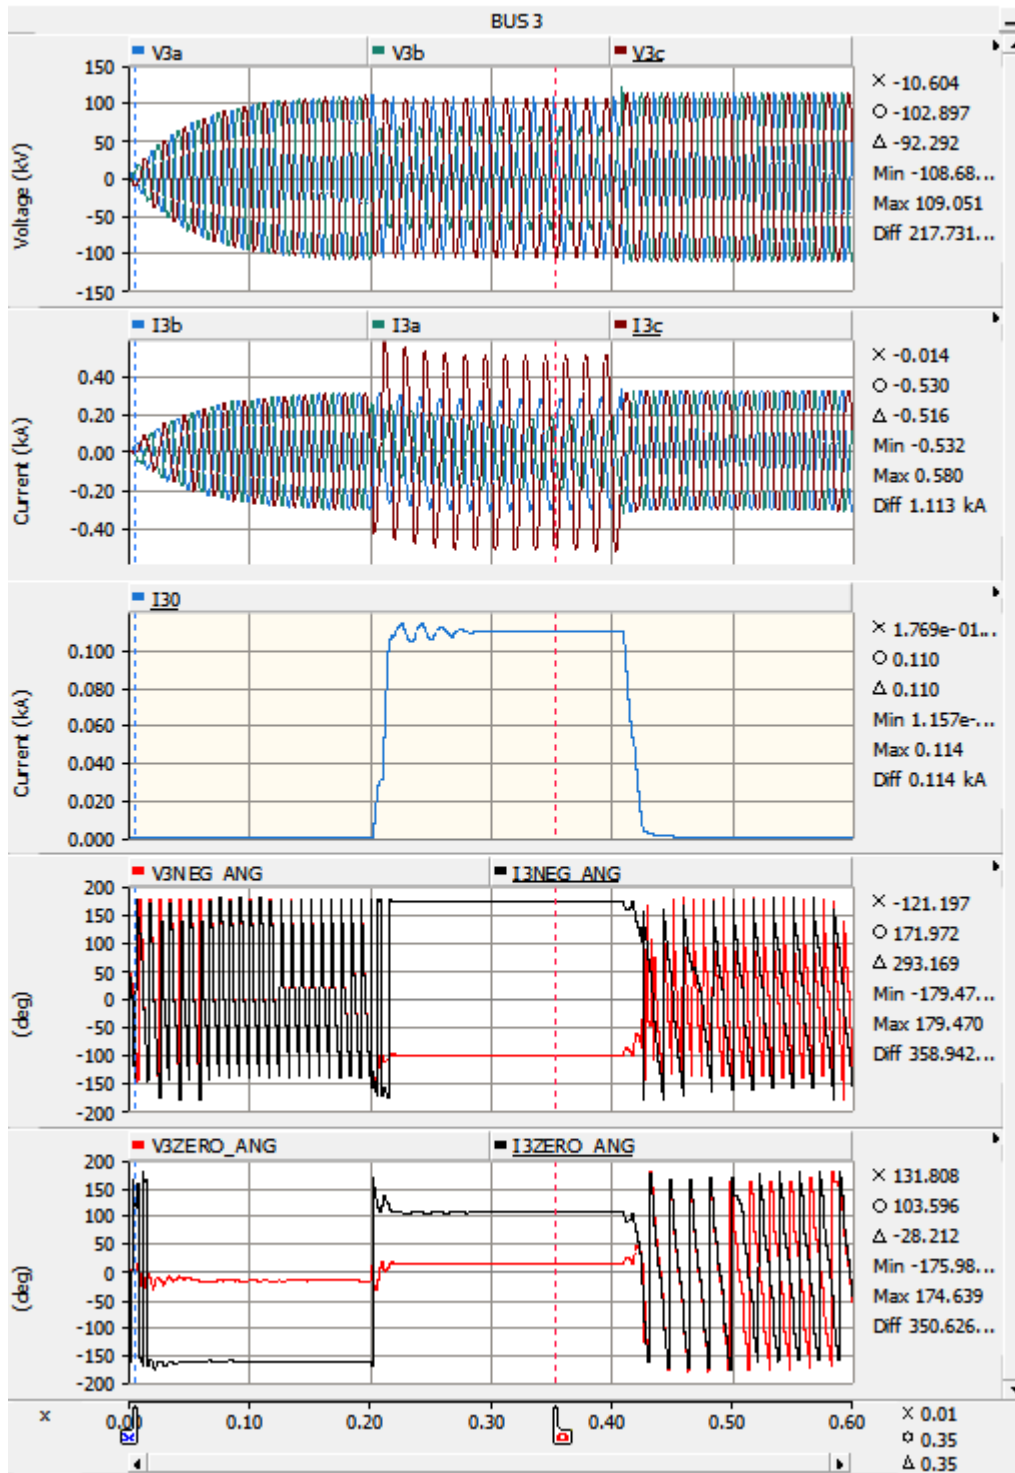 BUS 3
V3a V3b V3c
Voltage (kV)
150
100
50
0
-50
-100
-150
× -10.604
○ -102.897
Δ -92.292
Min -108.68...
Max 109.051
Diff 217.731...
I3b I3a I3c
Current (kA)
0.40
0.20
0.00
-0.20
-0.40
× -0.014
○ -0.530
Δ -0.516
Min -0.532
Max 0.580
Diff 1.113 kA
I30
Current (kA)
0.100
0.080
0.060
0.040
0.020
0.000
× 1.769e-01...
○ 0.110
Δ 0.110
Min 1.157e-...
Max 0.114
Diff 0.114 kA
V3NEG_ANG I3NEG_ANG
(deg)
200
150
100
50
0
-50
-100
-150
-200
× -121.197
○ 171.972
Δ 293.169
Min -179.47...
Max 179.470
Diff 358.942...
V3ZERO_ANG I3ZERO_ANG
(deg)
200
150
100
50
0
-50
-100
-150
-200
× 131.808
○ 103.596
Δ -28.212
Min -175.98...
Max 174.639
Diff 350.626...
x 0.00 0.10 0.20 0.30 0.40 0.50 0.60
× 0.01
○ 0.35
Δ 0.35